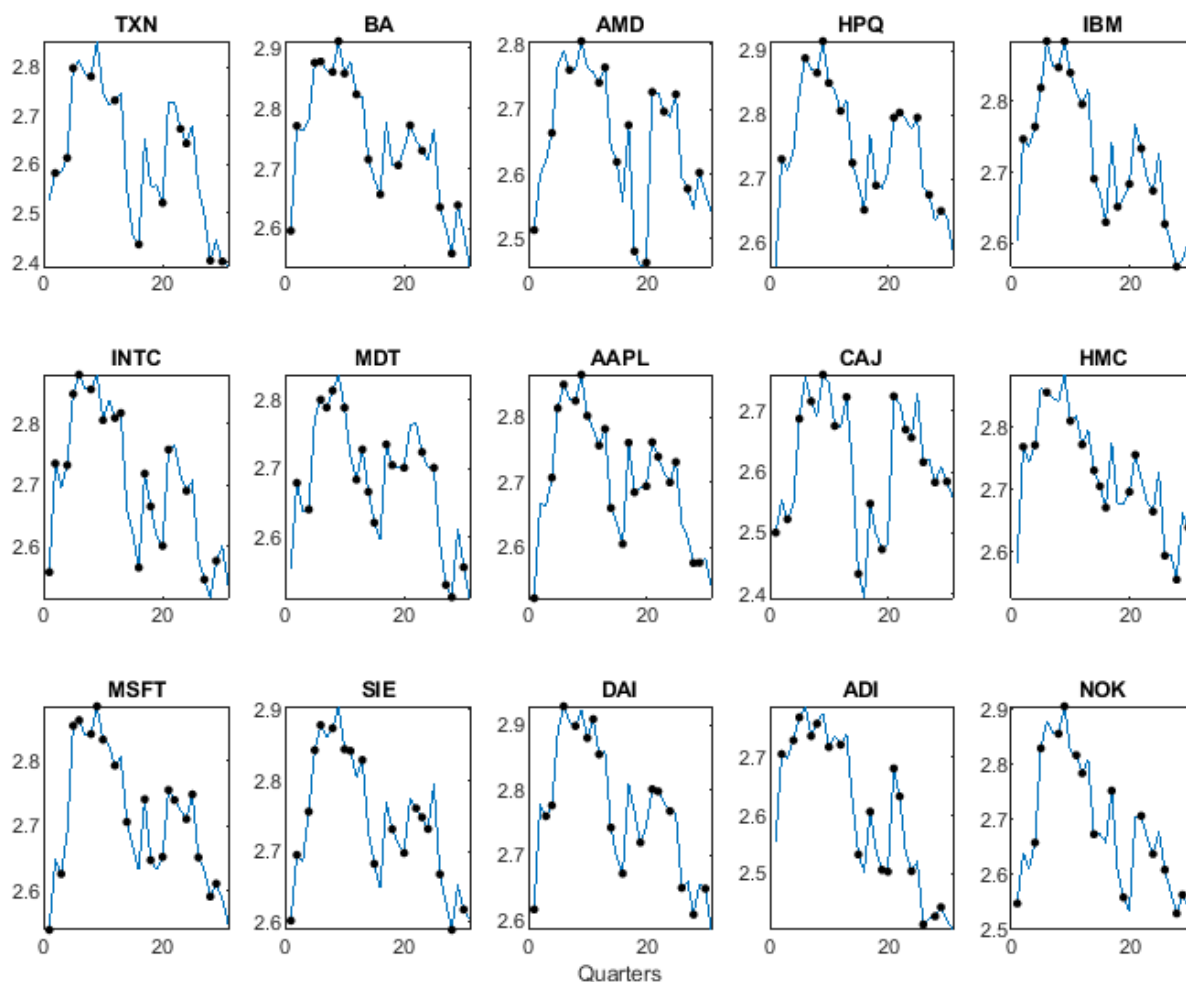 TXN BA AMD HPQ IBM
2.8 2.9 2.8 2.9 2.8
2.7 2.8 2.7 2.8 2.7
2.6 2.7 2.6 2.7 2.6
2.5 2.6 2.5 2.6
2.4
0 20 0 20 0 20 0 20 0 20
INTC MDT AAPL CAJ HMC
2.8 2.8 2.8 2.7 2.8
2.7 2.7 2.7 2.6 2.7
2.6 2.6 2.6 2.5 2.6
2.4
0 20 0 20 0 20 0 20 0 20
MSFT SIE DAI ADI NOK
2.8 2.9 2.9 2.7 2.9
2.7 2.8 2.8 2.6 2.8
2.6 2.7 2.7 2.5 2.7
2.6 2.6 2.6
2.5
0 20 0 20 0 20 0 20 0 20
Quarters